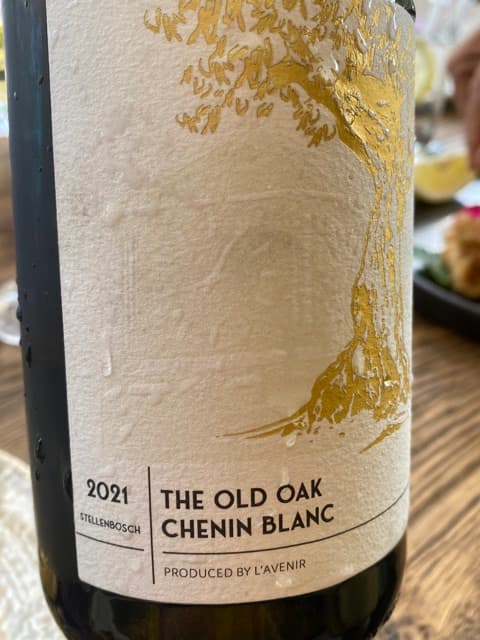 2021
STELLENBOSCH
THE OLD OAK
CHENIN BLANC
PRODUCED BY L'AVENIR